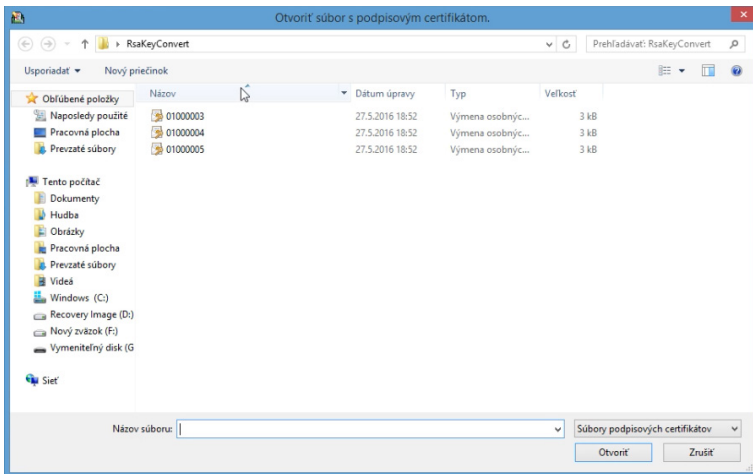 Otvoriť súbor s podpisovým certifikátom.
RsaKeyConvert
Prehľadávať: RsaKeyConvert
Usporiadať
Nový priečinok
Názov
Dátum úpravy
Typ
Veľkosť
01000003 27.5.2016 18:52 Výmena osobnýc... 3 kB
01000004 27.5.2016 18:52 Výmena osobnýc... 3 kB
01000005 27.5.2016 18:52 Výmena osobnýc... 3 kB
Obľúbené položky
Naposledy použité
Pracovná plocha
Prevzaté súbory
Tento počítač
Dokumenty
Hudba
Obrázky
Pracovná plocha
Prevzaté súbory
Videá
Windows (C:)
Recovery Image (D:)
Nový zväzok (F:)
Vymeniteľný disk (G
Sieť
Názov súboru:
Súbory podpisových certifikátov
Otvoriť
Zrušiť